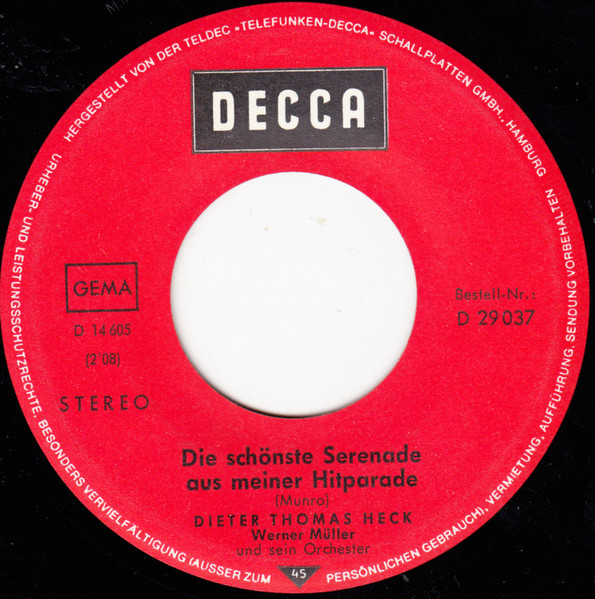 HERGESTELLT VON DER TELDEC »TELEFUNKEN-DECCA« SCHALLPLATTEN GMBH., HAMBURG
URHEBER- UND LEISTUNGSSCHUTZRECHTE, BESONDERS VERVIELFÄLTIGUNG (AUSSER ZUM PERSÖNLICHEN GEBRAUCH), VERMIETUNG, AUFFÜHRUNG, SENDUNG VORBEHALTEN
DECCA
GEMA
D 14 605
(2'08)
STEREO
Bestell-Nr.:
D 29 037
Die schönste Serenade
aus meiner Hitparade
(Munro)
DIETER THOMAS HECK
Werner Müller
und sein Orchester
45